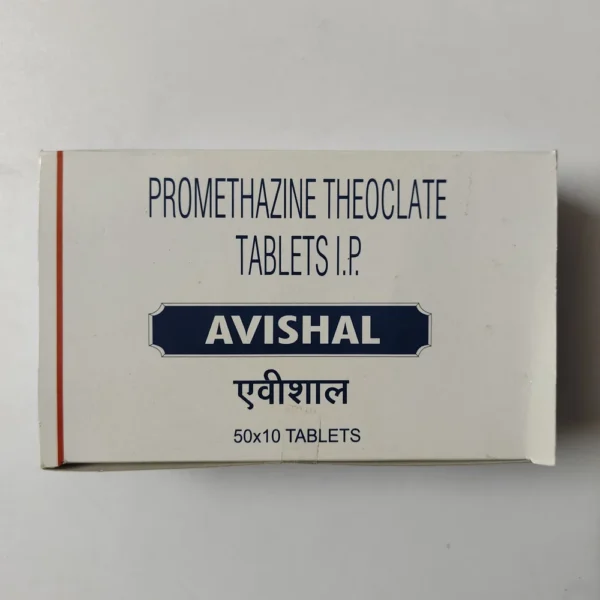 PROMETHAZINE THEOCLATE
TABLETS I.P.
AVISHAL
एवीशाल
50x10 TABLETS